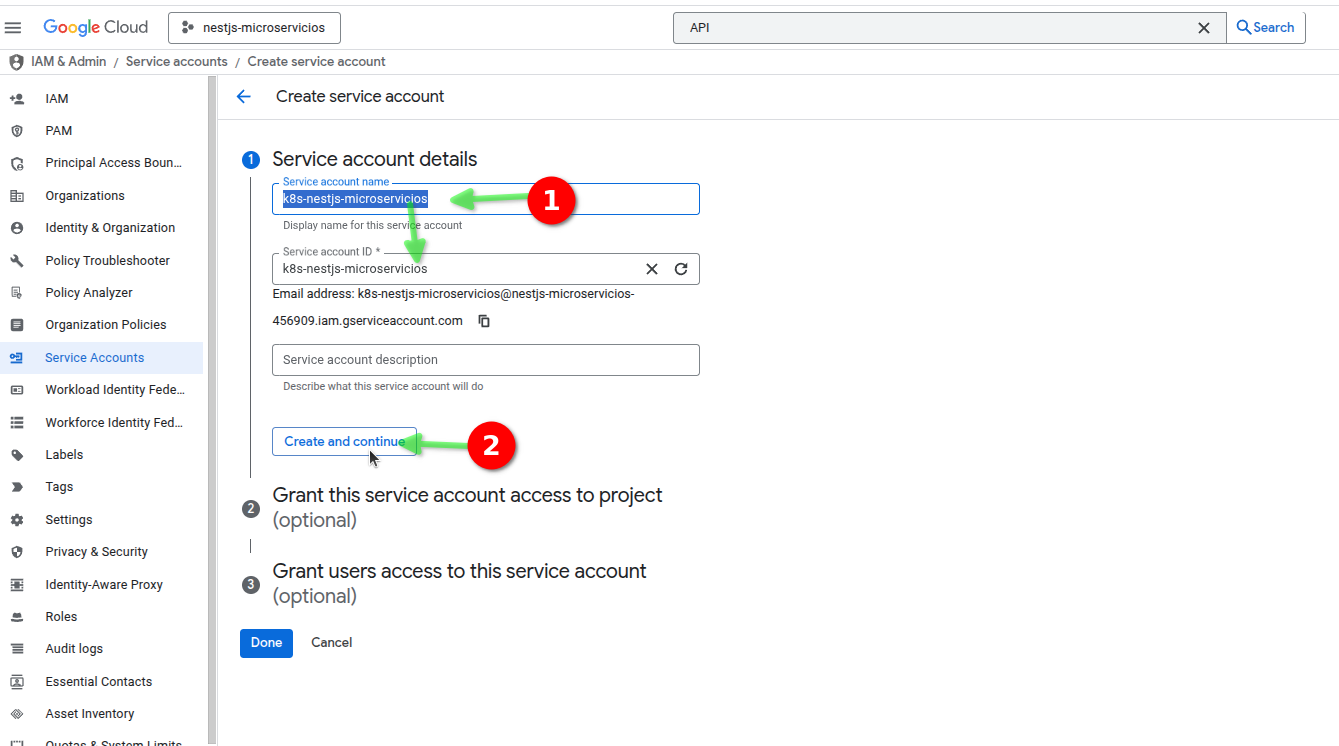 Google Cloud
nestjs-microservicios
API
Search
IAM & Admin / Service accounts / Create service account
IAM
PAM
Principal Access Boun...
Organizations
Identity & Organization
Policy Troubleshooter
Policy Analyzer
Organization Policies
Service Accounts
Workload Identity Fede...
Workforce Identity Fed...
Labels
Tags
Settings
Privacy & Security
Identity-Aware Proxy
Roles
Audit logs
Essential Contacts
Asset Inventory
Quotas & System Limits
Create service account
1 Service account details
Service account name
k8s-nestjs-microservicios
1
Display name for this service account
Service account ID *
k8s-nestjs-microservicios
Email address: k8s-nestjs-microservicios@nestjs-microservicios-
456909.iam.gserviceaccount.com
Service account description
Describe what this service account will do
Create and continue
2
2 Grant this service account access to project
(optional)
3 Grant users access to this service account
(optional)
Done
Cancel